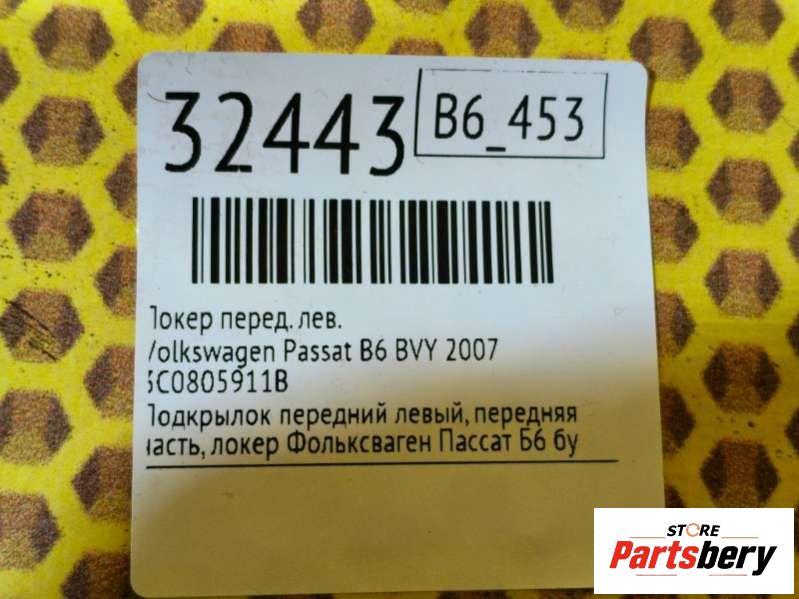 32443
B6_453
Локер перед. лев.
Volkswagen Passat B6 BVY 2007
3C0805911B
Подкрылок передний левый, передняя
часть, локер Фольксваген Пассат Б6 бу
STORE
Partsbery